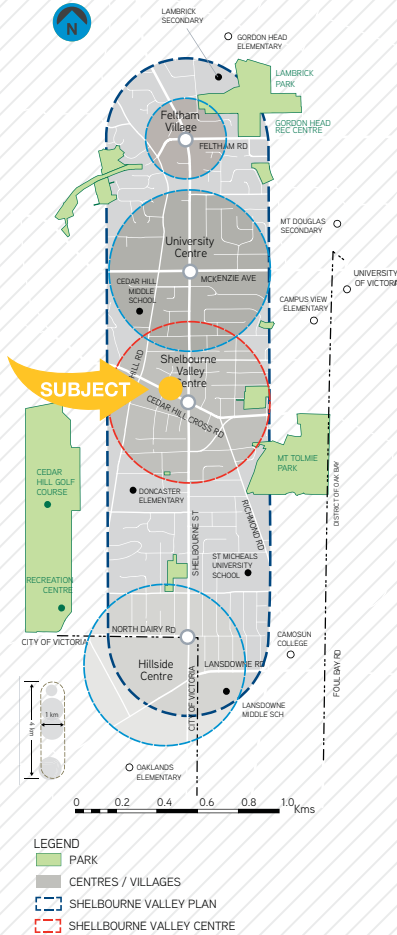 N
LAMBRICK
SECONDARY
GORDON HEAD
ELEMENTARY
LAMBRICK
PARK
GORDON HEAD
REC CENTRE
Feltham
Village
FELTHAM RD
MT DOUGLAS
SECONDARY
University
Centre
MCKENZIE AVE
CEDAR HILL
MIDDLE
SCHOOL
UNIVERSITY
OF VICTORIA
CAMPUS VIEW
ELEMENTARY
HILL RD
Shelbourne
Valley
Centre
SUBJECT
CEDAR HILL CROSS RD
CEDAR
HILL GOLF
COURSE
MT TOLMIE
PARK
DISTRICT OF OAK BAY
DONCASTER
ELEMENTARY
SHELBOURNE ST
RICHMOND RD
ST MICHEALS
UNIVERSITY
SCHOOL
RECREATION
CENTRE
NORTH DAIRY RD
CITY OF VICTORIA
CAMOSUN
COLLEGE
Hillside
Centre
LANSDOWNE RD
CITY OF VICTORIA
FOUL BAY RD
LANSDOWNE
MIDDLE SCH
1 km
4 km
OAKLANDS
ELEMENTARY
0 0.2 0.4 0.6 0.8 1.0 Kms
LEGEND
PARK
CENTRES / VILLAGES
SHELBOURNE VALLEY PLAN
SHELLBOURNE VALLEY CENTRE